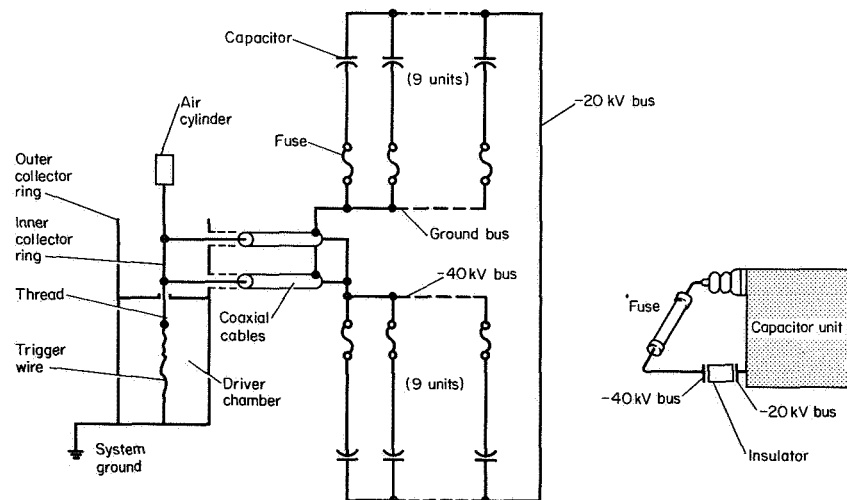 Capacitor
(9 units)
-20 kV bus
Air
cylinder
Fuse
Outer
collector
ring
Inner
collector
ring
Ground bus
-40 kV bus
Thread
Coaxial
cables
Trigger
wire
Driver
chamber
(9 units)
System
ground
Fuse
Capacitor unit
-40 kV bus
-20 kV bus
Insulator